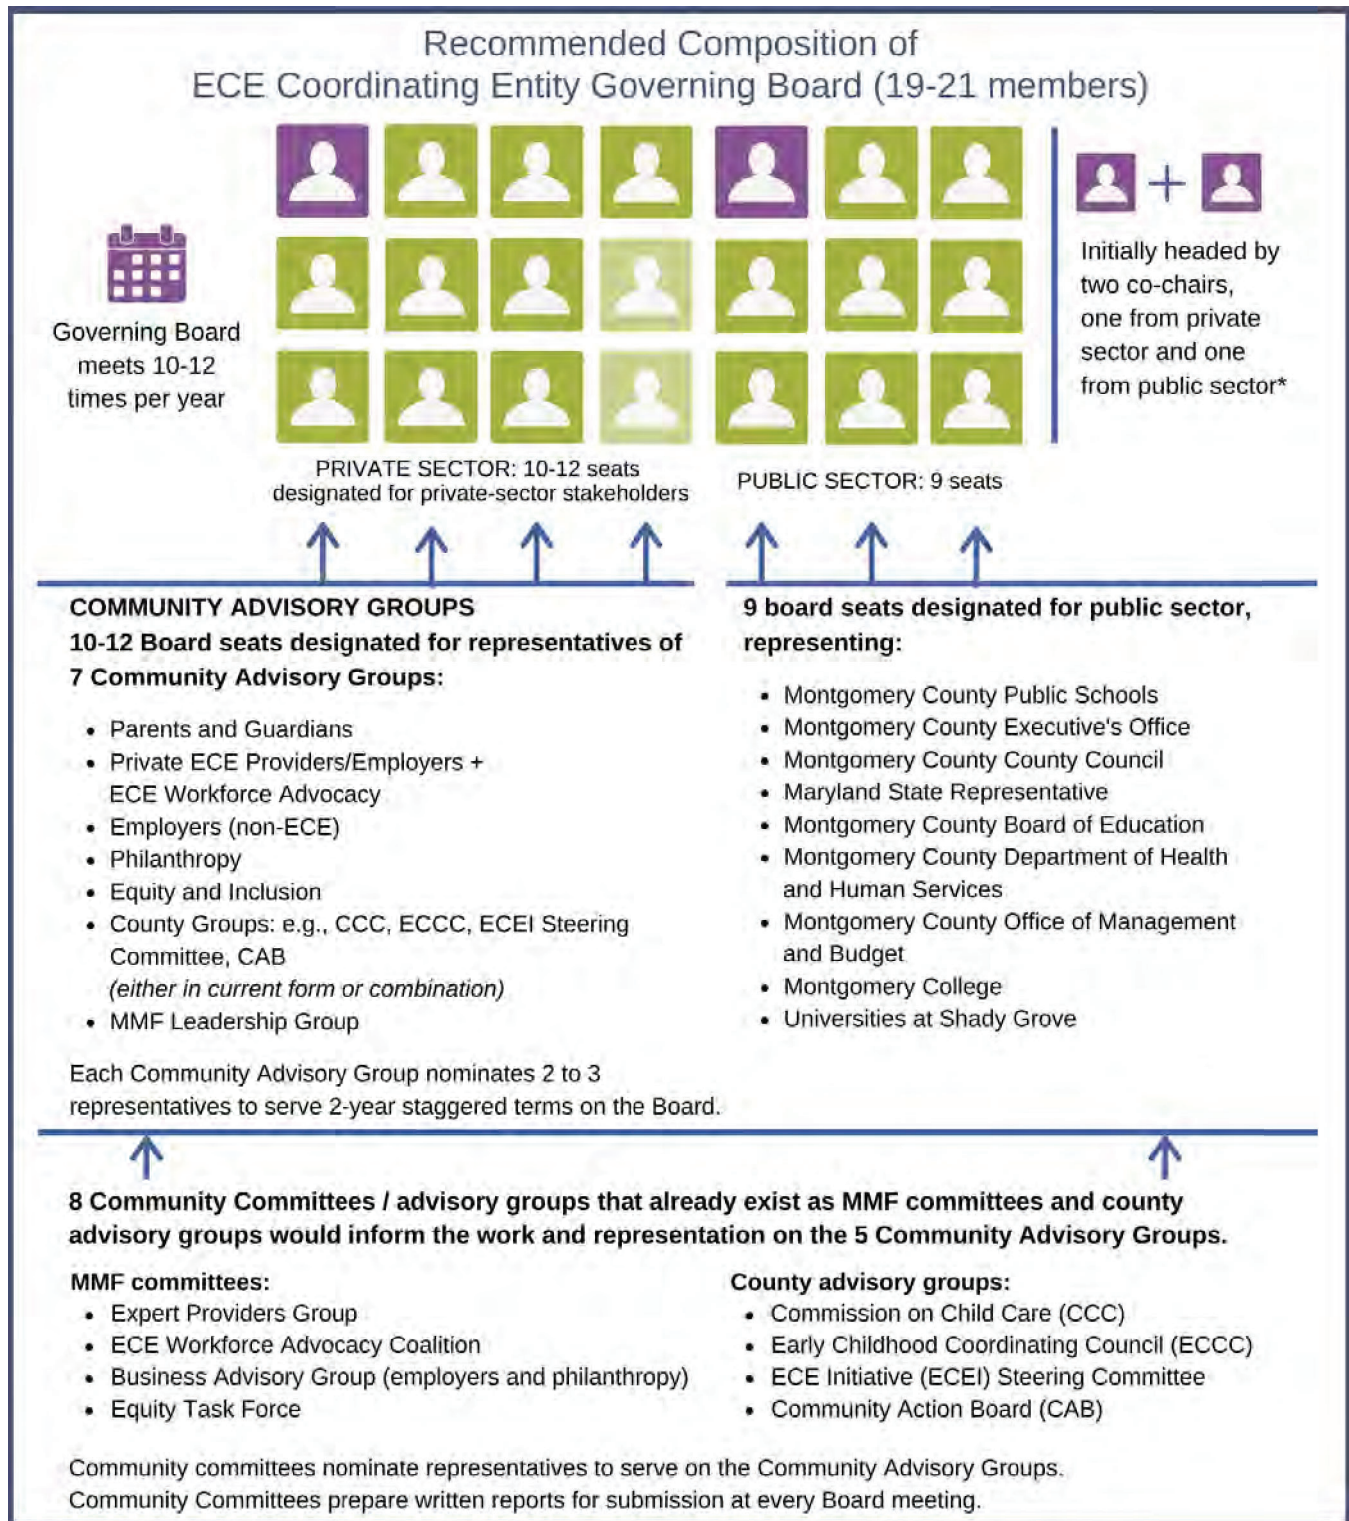 Recommended Composition of
ECE Coordinating Entity Governing Board (19-21 members)
Governing Board
meets 10-12
times per year
Initially headed by
two co-chairs,
one from private
sector and one
from public sector*
PRIVATE SECTOR: 10-12 seats
designated for private-sector stakeholders
PUBLIC SECTOR: 9 seats
COMMUNITY ADVISORY GROUPS
10-12 Board seats designated for representatives of
7 Community Advisory Groups:
• Parents and Guardians
• Private ECE Providers/Employers +
ECE Workforce Advocacy
• Employers (non-ECE)
• Philanthropy
• Equity and Inclusion
• County Groups: e.g., CCC, ECCC, ECEI Steering
Committee, CAB
(either in current form or combination)
• MMF Leadership Group
Each Community Advisory Group nominates 2 to 3
representatives to serve 2-year staggered terms on the Board.
9 board seats designated for public sector,
representing:
• Montgomery County Public Schools
• Montgomery County Executive's Office
• Montgomery County County Council
• Maryland State Representative
• Montgomery County Board of Education
• Montgomery County Department of Health
and Human Services
• Montgomery County Office of Management
and Budget
• Montgomery College
• Universities at Shady Grove
8 Community Committees / advisory groups that already exist as MMF committees and county
advisory groups would inform the work and representation on the 5 Community Advisory Groups.
MMF committees:
• Expert Providers Group
• ECE Workforce Advocacy Coalition
• Business Advisory Group (employers and philanthropy)
• Equity Task Force
County advisory groups:
• Commission on Child Care (CCC)
• Early Childhood Coordinating Council (ECCC)
• ECE Initiative (ECEI) Steering Committee
• Community Action Board (CAB)
Community committees nominate representatives to serve on the Community Advisory Groups.
Community Committees prepare written reports for submission at every Board meeting.